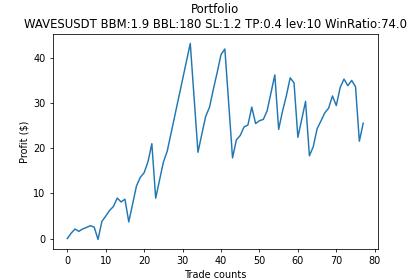 Portfolio
WAVESUSDT BBM:1.9 BBL:180 SL:1.2 TP:0.4 lev:10 WinRatio:74.0
Profit ($)
40
30
20
10
0
0 10 20 30 40 50 60 70 80
Trade counts